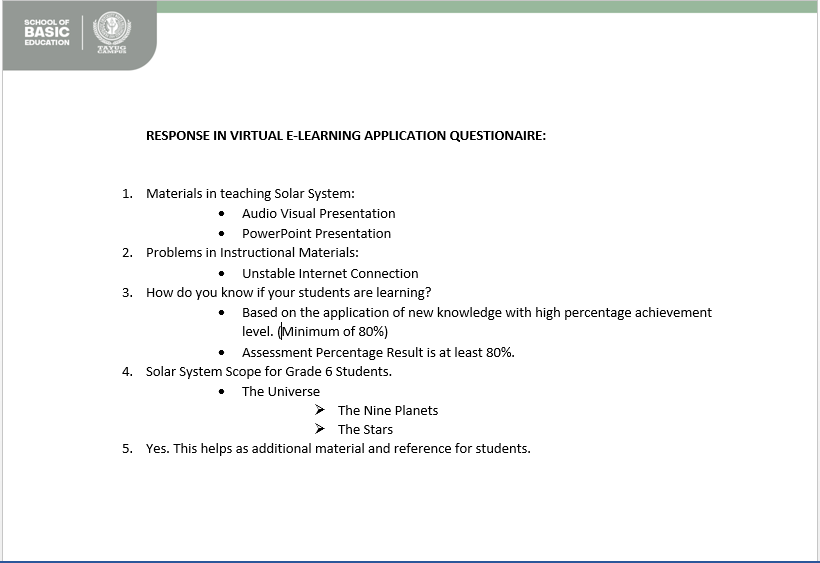 SCHOOL OF
BASIC
EDUCATION
TAYUG
CAMPUS
RESPONSE IN VIRTUAL E-LEARNING APPLICATION QUESTIONAIRE:
1. Materials in teaching Solar System:
• Audio Visual Presentation
• PowerPoint Presentation
2. Problems in Instructional Materials:
• Unstable Internet Connection
3. How do you know if your students are learning?
• Based on the application of new knowledge with high percentage achievement
level. (Minimum of 80%)
• Assessment Percentage Result is at least 80%.
4. Solar System Scope for Grade 6 Students.
• The Universe
➢ The Nine Planets
➢ The Stars
5. Yes. This helps as additional material and reference for students.